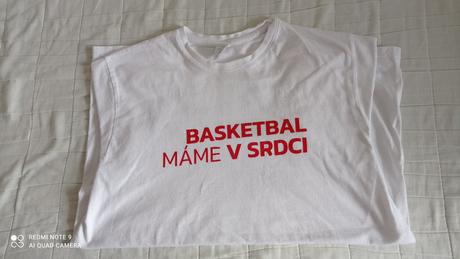 BASKETBAL
MÁME V SRDCI
REDMI NOTE 9
AI QUAD CAMERA